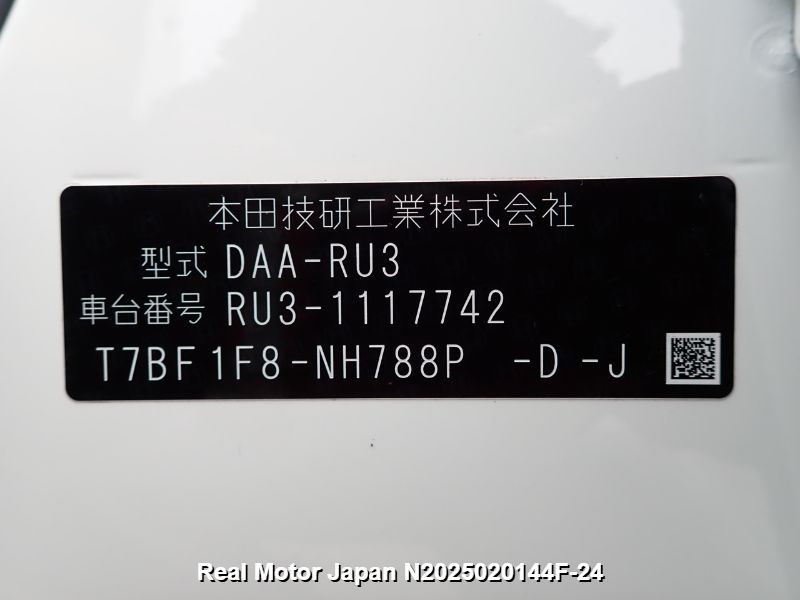 本田技研工業株式会社
型式 DAA-RU3
車台番号 RU3-1117742
T7BF1F8-NH788P -D -J
Real Motor Japan N2025020144F-24